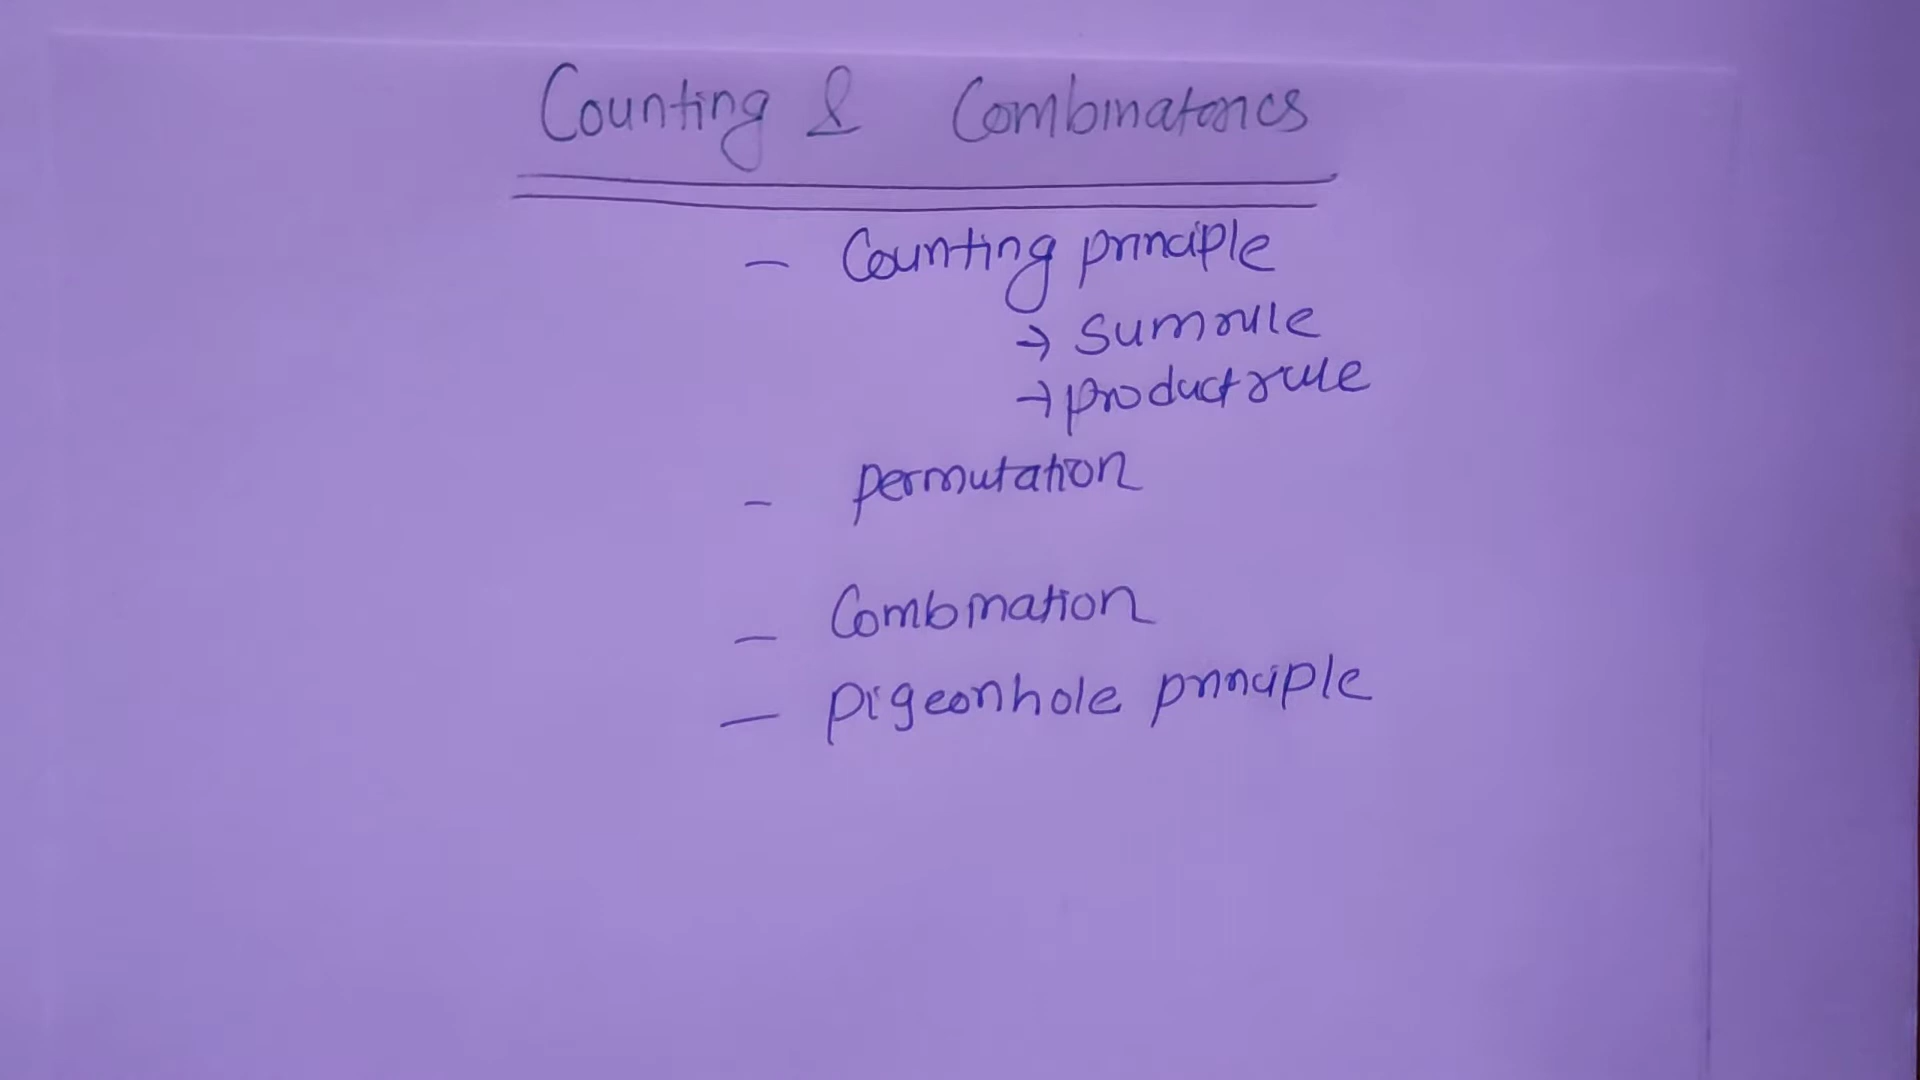 Counting & Combinatorics
- Counting principle
→ sum rule
→ product rule
- permutation
- Combination
- pigeonhole principle